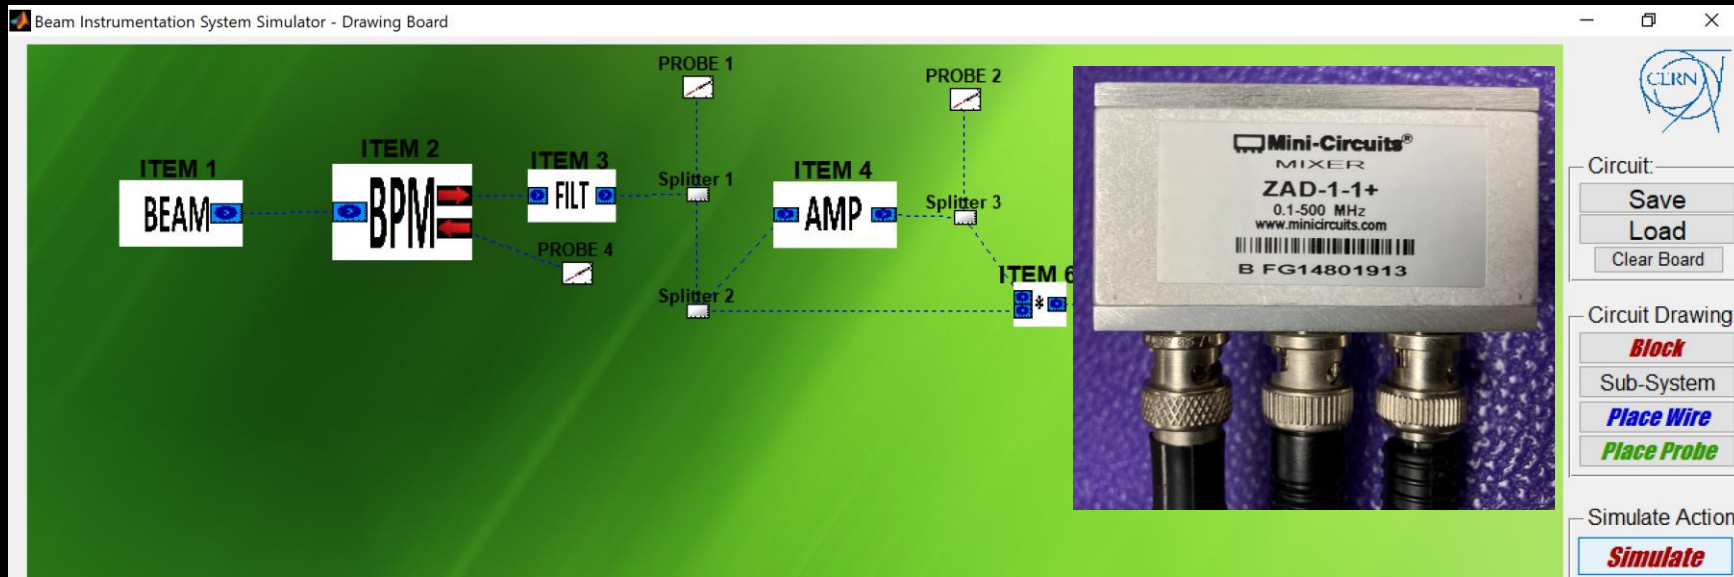 Beam Instrumentation System Simulator - Drawing Board
PROBE 1
PROBE 2
ITEM 1
BEAM
ITEM 2
BPM
ITEM 3
FILT
PROBE 4
Splitter 1
Splitter 2
ITEM 4
AMP
Splitter 3
ITEM 6
*
Mini-Circuits®
MIXER
ZAD-1-1+
0.1-500 MHz
www.minicircuits.com
B FG14801913
CERN
Circuit:
Save
Load
Clear Board
Circuit Drawing
Block
Sub-System
Place Wire
Place Probe
Simulate Action
Simulate